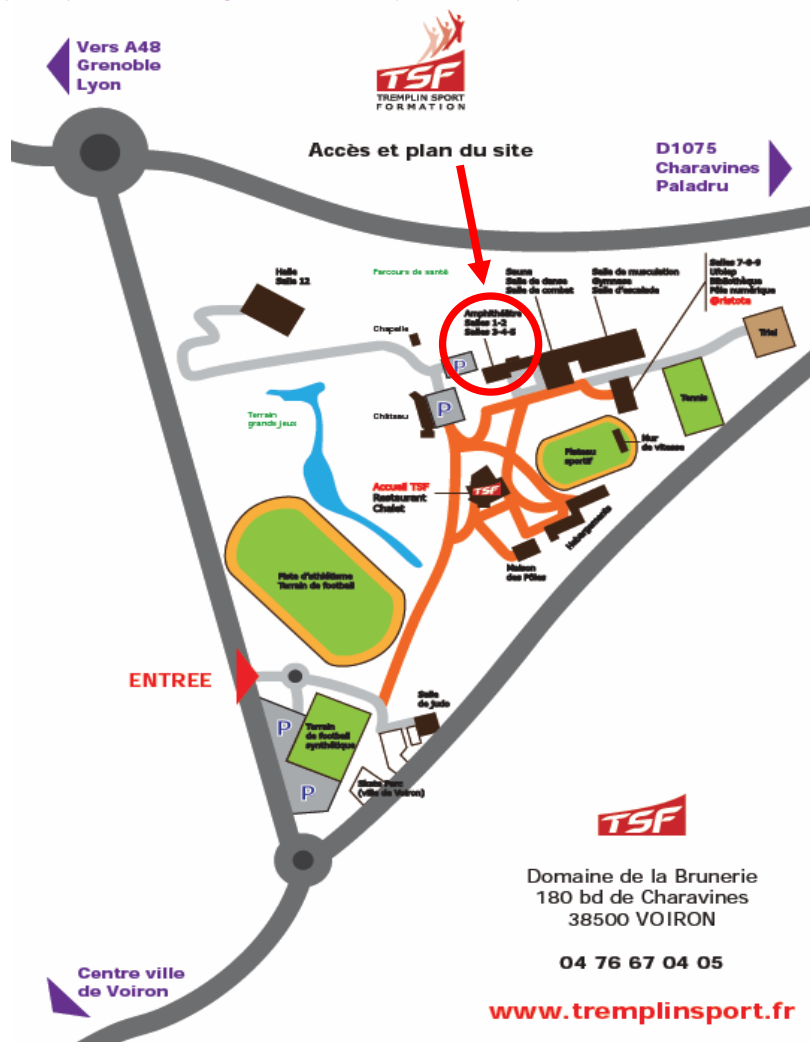 Vers A48
Grenoble
Lyon
TSF
TREMPLIN SPORT
FORMATION
Accès et plan du site
D1075
Charavines
Paladru
Halle
Salle 12
Parcours de santé
Sauna
Salle de danse
Salle de combat
Salle de musculation
Gymnase
Salle d'escalade
Salles 7-8-9
Ufolep
Bibliothèque
Pôle numérique
@ristote
Amphithéâtre
Salles 1-2
Salles 3-4-5
Chapelle
Trial
P
P
Château
Tennis
Terrain
grands jeux
Mur
de vitesse
Plateau
sportif
Accueil TSF
Restaurant
Chalet
TSF
Hébergements
Maison
des Pôles
Piste d'athlétisme
Terrain de football
ENTREE
Salle
de judo
P
Terrain
de football
synthétique
P
Skate Parc
(ville de Voiron)
TSF
Domaine de la Brunerie
180 bd de Charavines
38500 VOIRON
04 76 67 04 05
www.tremplinsport.fr
Centre ville
de Voiron